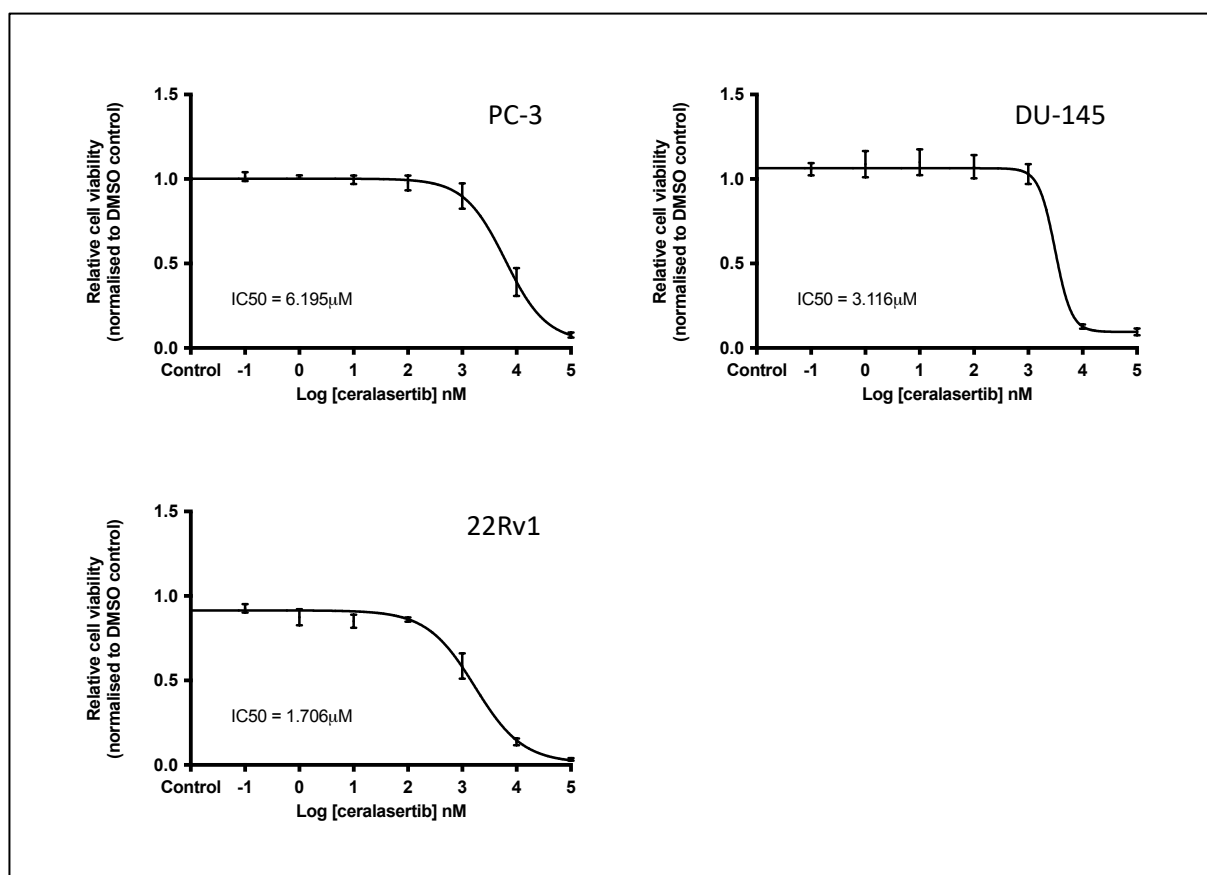 PC-3
1.5
1.0
0.5
0.0
Relative cell viability
(normalised to DMSO control)
IC50 = 6.195μM
Control -1 0 1 2 3 4 5
Log [ceralasertib] nM
DU-145
1.5
1.0
0.5
0.0
Relative cell viability
(normalised to DMSO control)
IC50 = 3.116μM
Control -1 0 1 2 3 4 5
Log [ceralasertib] nM
22Rv1
1.5
1.0
0.5
0.0
Relative cell viability
(normalised to DMSO control)
IC50 = 1.706μM
Control -1 0 1 2 3 4 5
Log [ceralasertib] nM